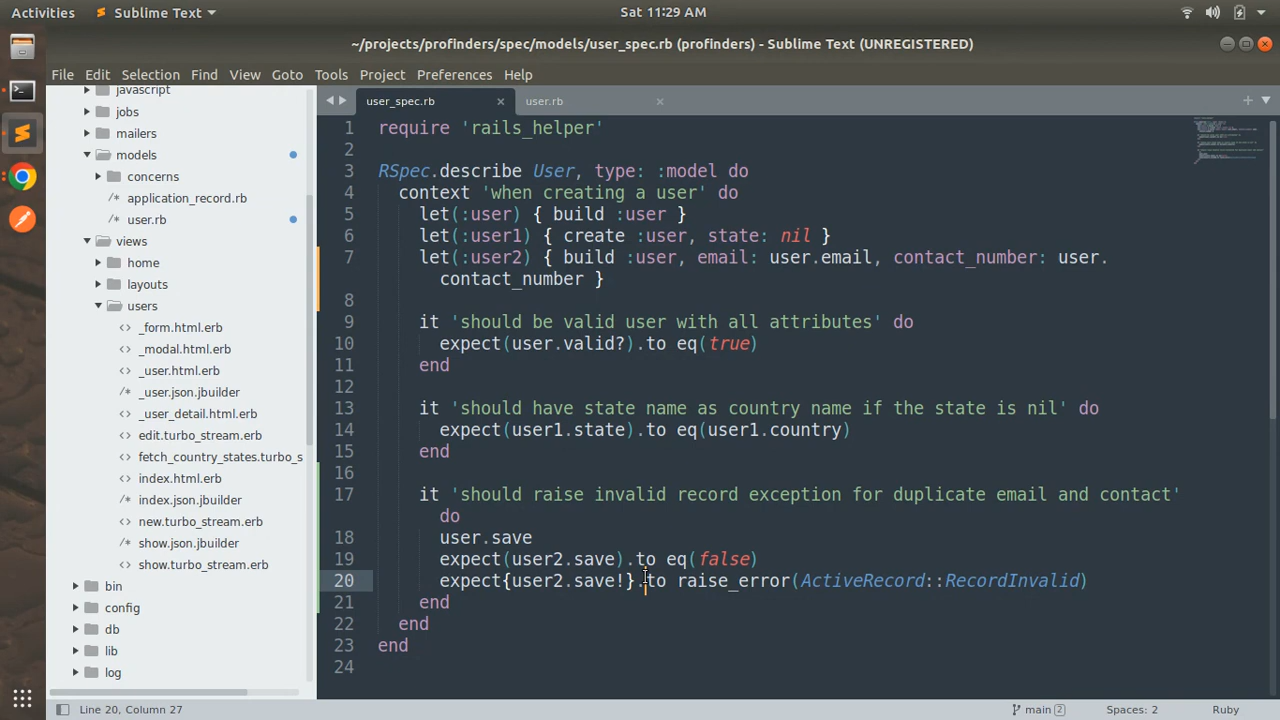 Activities
Sublime Text
Sat 11:29 AM
~/projects/profinders/spec/models/user_spec.rb (profinders) - Sublime Text (UNREGISTERED)
File Edit Selection Find View Goto Tools Project Preferences Help
javascript
jobs
mailers
models
concerns
application_record.rb
user.rb
views
home
layouts
users
_form.html.erb
_modal.html.erb
_user.html.erb
_user.json.jbuilder
_user_detail.html.erb
edit.turbo_stream.erb
fetch_country_states.turbo_s
index.html.erb
index.json.jbuilder
new.turbo_stream.erb
show.json.jbuilder
show.turbo_stream.erb
bin
config
db
lib
log
user_spec.rb
user.rb
1 require 'rails_helper'
2
3 RSpec.describe User, type: :model do
4 context 'when creating a user' do
5 let(:user) { build :user }
6 let(:user1) { create :user, state: nil }
7 let(:user2) { build :user, email: user.email, contact_number: user.
contact_number }
8
9 it 'should be valid user with all attributes' do
10 expect(user.valid?).to eq(true)
11 end
12
13 it 'should have state name as country name if the state is nil' do
14 expect(user1.state).to eq(user1.country)
15 end
16
17 it 'should raise invalid record exception for duplicate email and contact'
do
18 user.save
19 expect(user2.save).to eq(false)
20 expect{user2.save!}.to raise_error(ActiveRecord::RecordInvalid)
21 end
22 end
23 end
24
Line 20, Column 27
main 2
Spaces: 2
Ruby